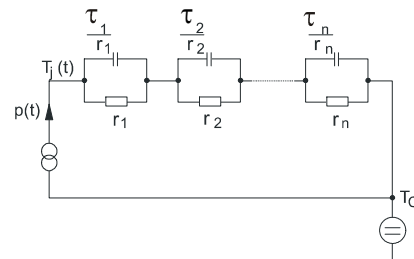 τ1/r1 τ2/r2 τn/rn
Tj(t)
p(t)
r1 r2 rn
TC